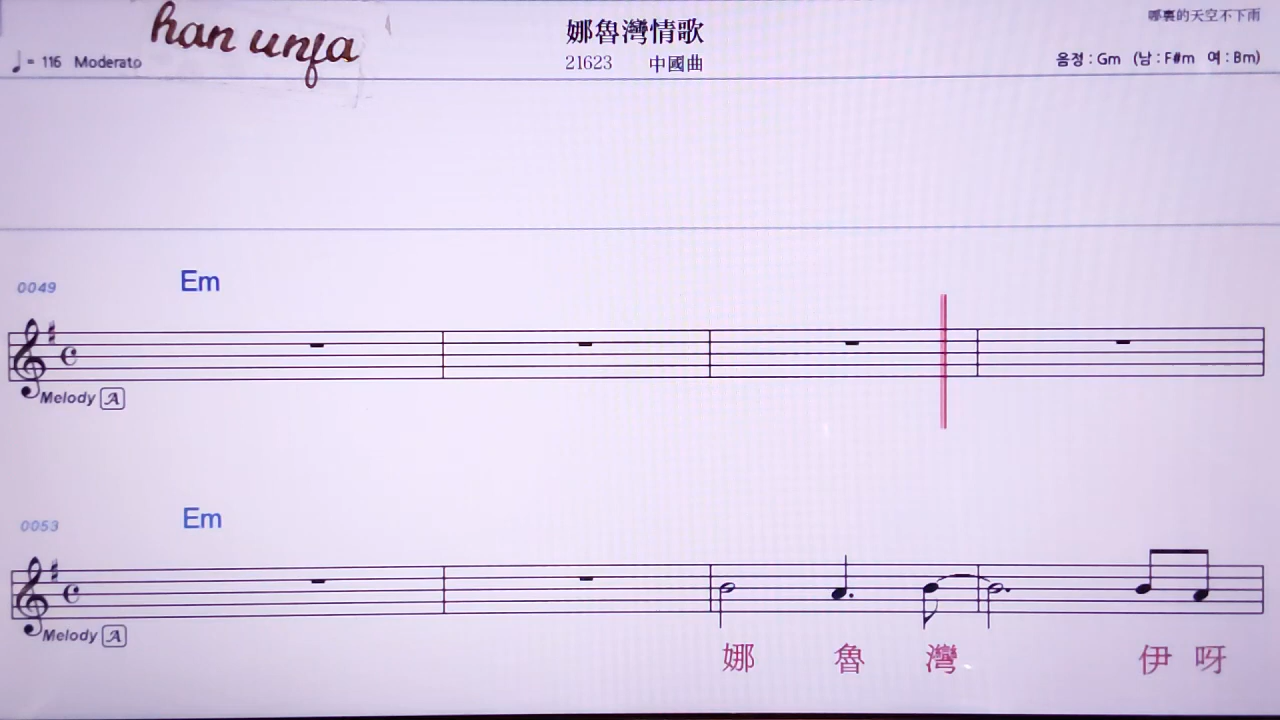 han unfa
娜魯灣情歌
哪裏的天空不下雨
♩= 116 Moderato
21623 中國曲
음정 : Gm (남 : F#m 여 : Bm)
0049
Em
Melody A
0053
Em
Melody A
娜 魯 灣 伊 呀